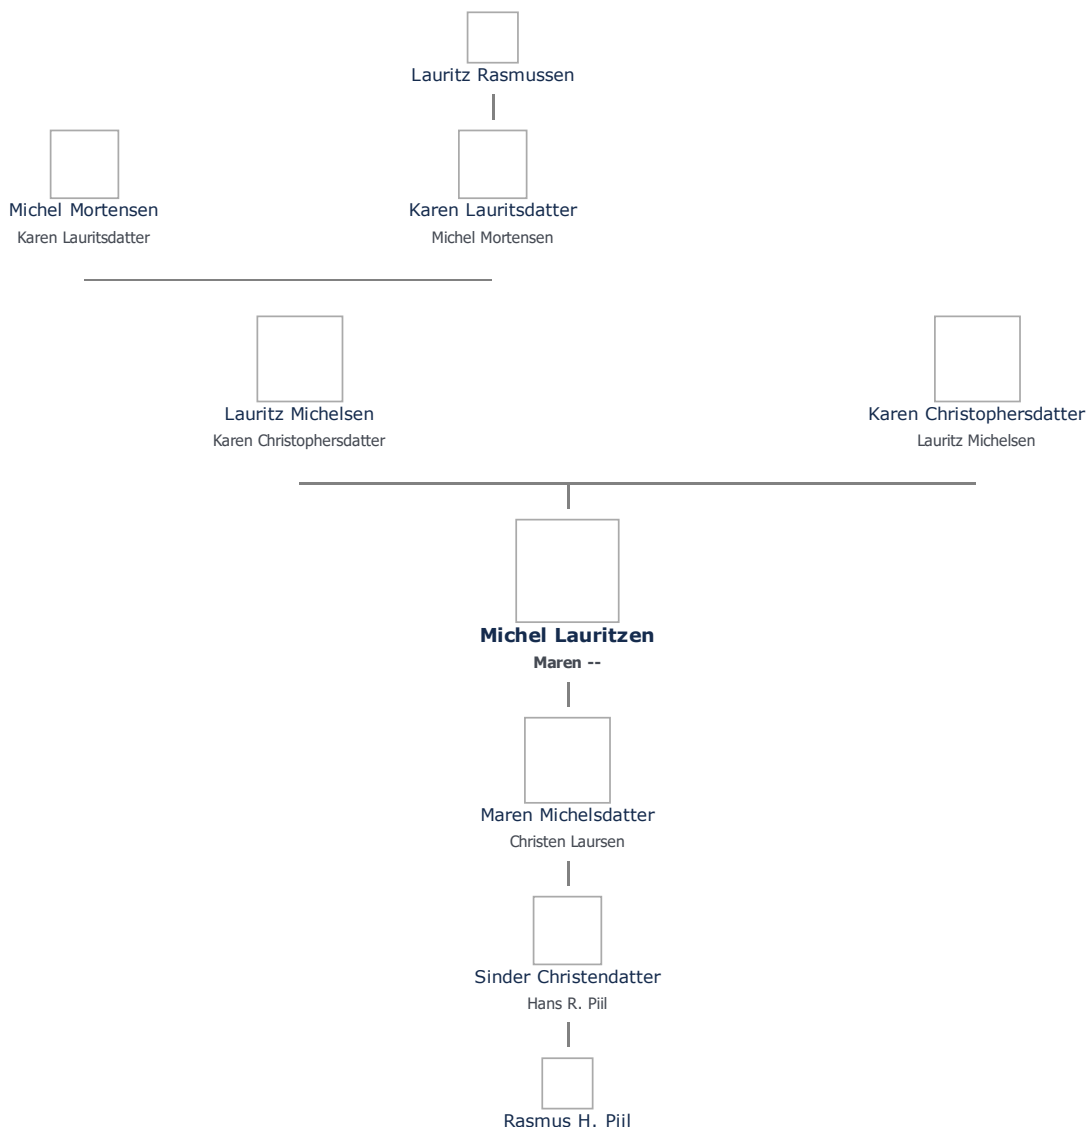 Lauritz Rasmussen
Michel Mortensen
Karen Lauritsdatter
Karen Lauritsdatter
Michel Mortensen
Lauritz Michelsen
Karen Christophersdatter
Karen Christophersdatter
Lauritz Michelsen
Michel Lauritzen
Maren --
Maren Michelsdatter
Christen Laursen
Sinder Christendatter
Hans R. Piil
Rasmus H. Piil